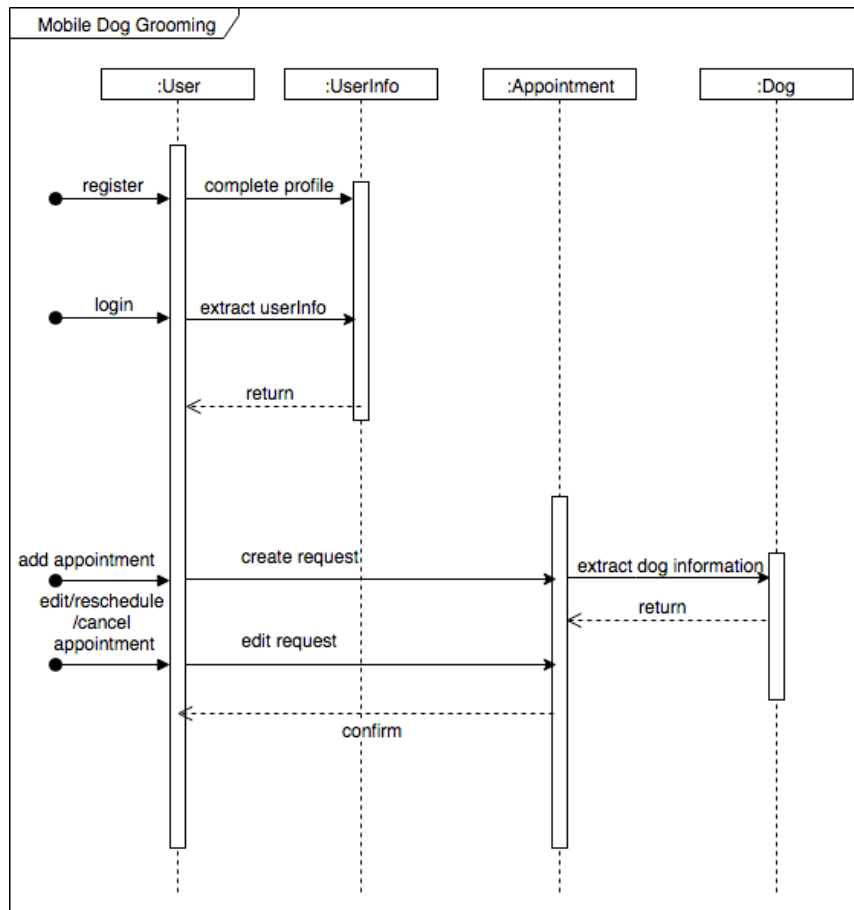 Mobile Dog Grooming
:User
:UserInfo
:Appointment
:Dog
register
complete profile
login
extract userInfo
return
add appointment
create request
extract dog information
edit/reschedule
/cancel
appointment
return
edit request
confirm